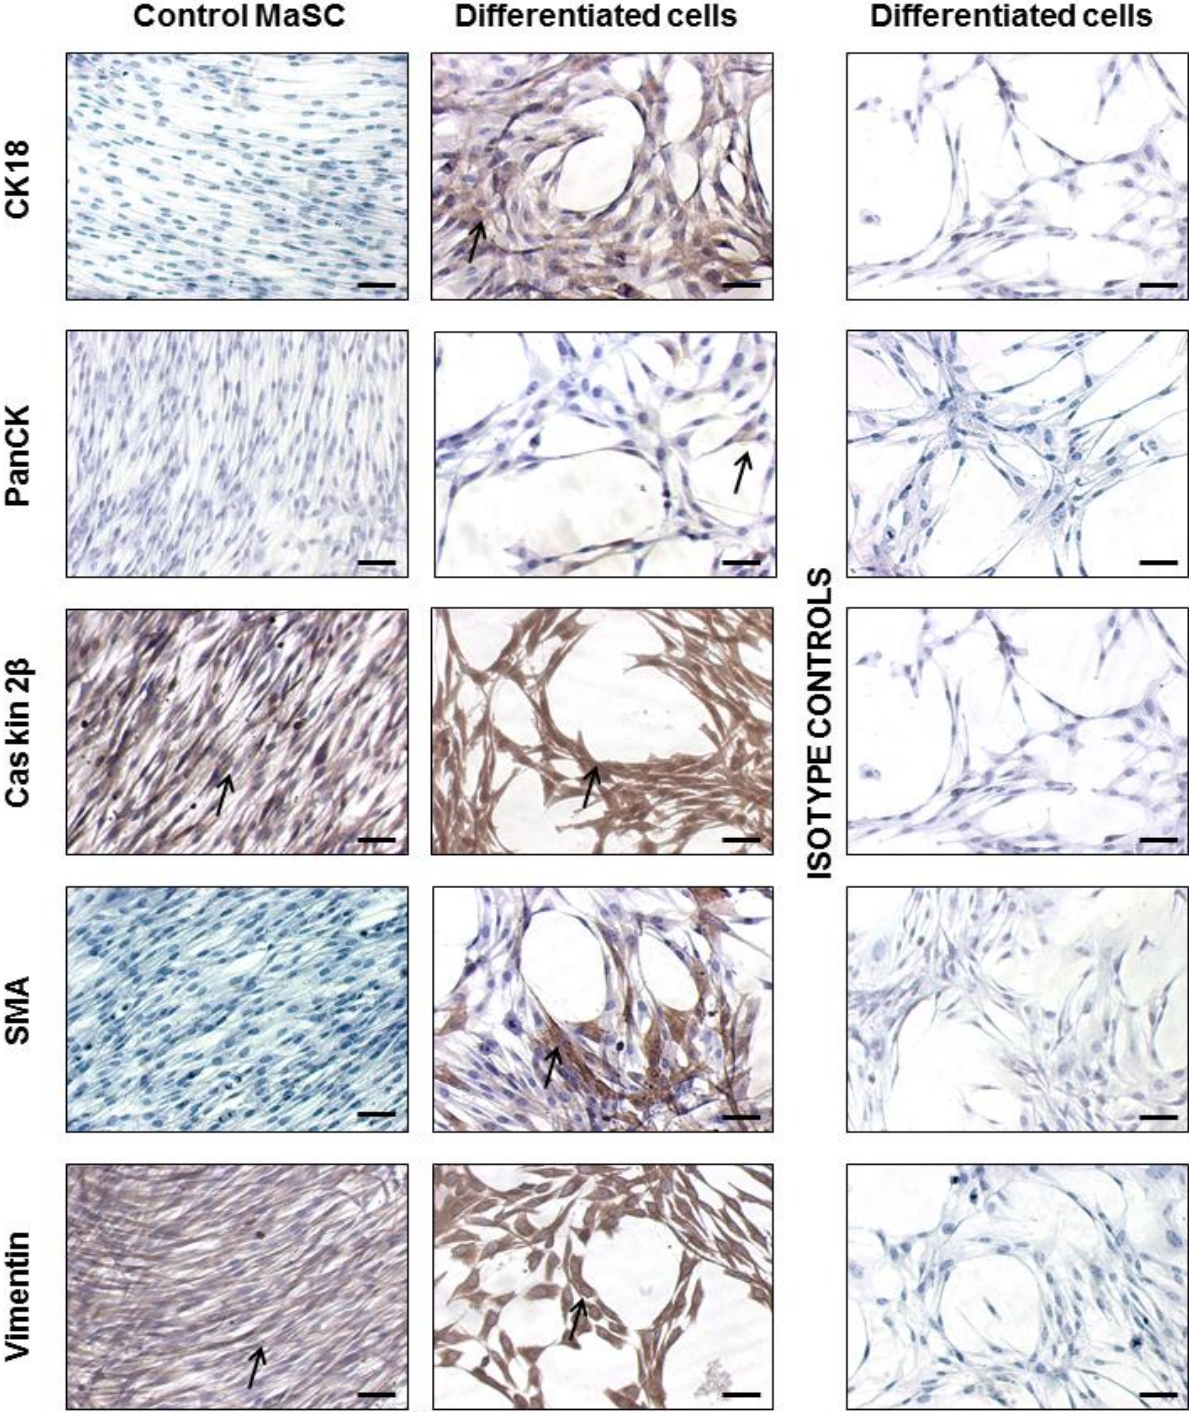 Control MaSC
Differentiated cells
Differentiated cells
CK18
PanCK
Cas kin 2β
ISOTYPE CONTROLS
SMA
Vimentin